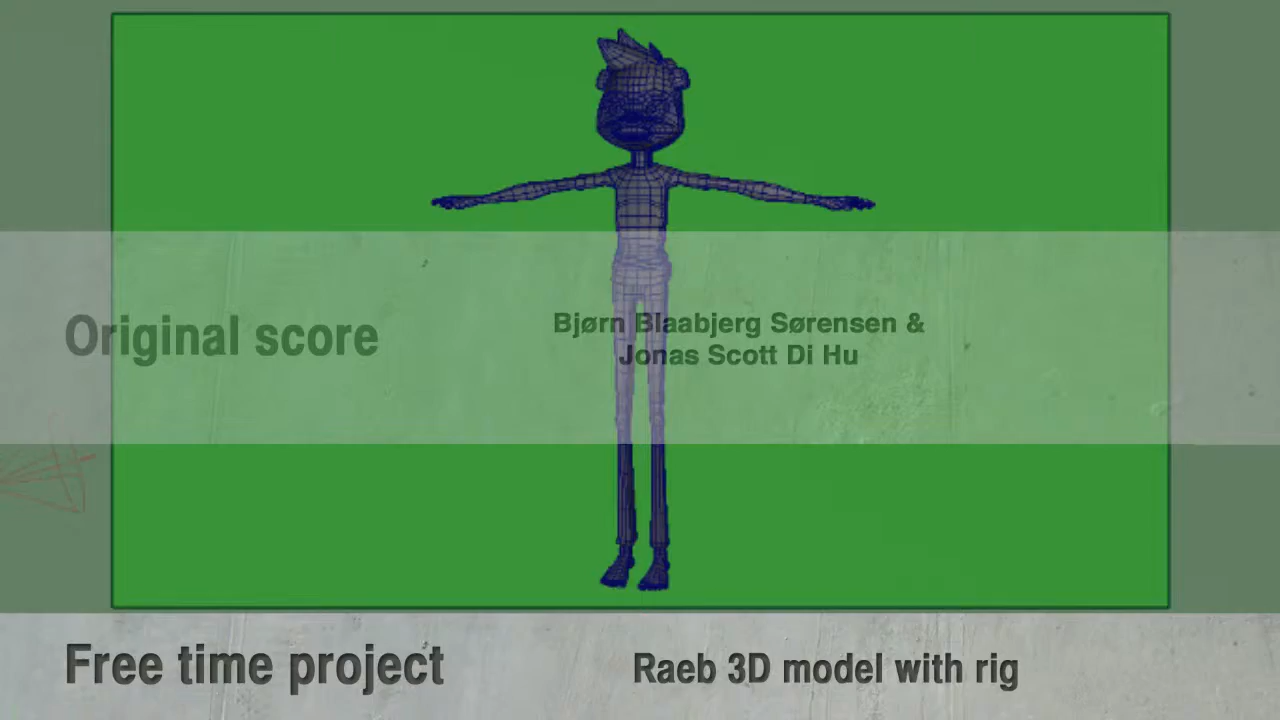 Original score
Bjørn Blaabjerg Sørensen &
Jonas Scott Di Hu
Free time project
Raeb 3D model with rig